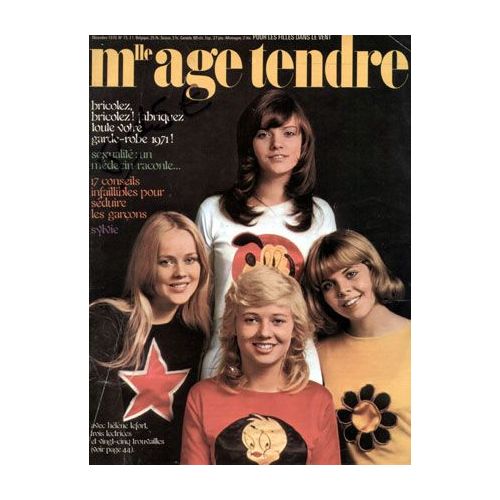 POUR LES FILLES DANS LE VENT
mlle age tendre
bricolez,
bricolez! fabriquez
toute votre
garde-robe 1971!
sexualité: un
médecin raconte...
17 conseils
infaillibles pour
séduire
les garçons
sylvie
avec hélène lefort,
trois lectrices
et vingt-cinq trouvailles
(voir page 44).